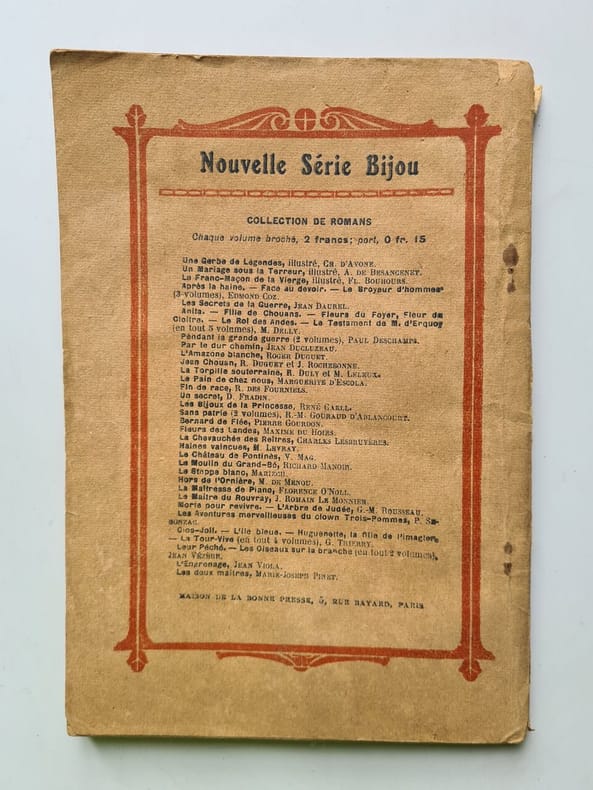 Nouvelle Série Bijou
COLLECTION DE ROMANS
Chaque volume broché, 2 francs; port, 0 fr. 15
Une Gerbe de Légendes, illustré, CH. D'AVONE.
Un Mariage sous la Terreur, illustré, A. DE BESANCENET.
La Franc-Maçon de la Vierge, illustré, FL. BOUHOURS.
Après la haine. — Face au devoir. — Le Broyeur d'hommes
(3 volumes), EDMOND COZ.
Les Secrets de la Guerre, JEAN DAUREL.
Anita. — Fille de Chouans. — Fleurs du Foyer, Fleur du
Cloître. — Le Roi des Andes. — Le Testament de M. d'Erquoy
(en tout 5 volumes), M. DELLY.
Pendant la grande guerre (2 volumes), PAUL DESCHAMPS.
Par le dur chemin, JEAN DUCLUZEAU.
L'Amazone blanche, ROGER DUGUET.
Jean Chouan, R. DUGUET et J. ROCHEBONNE.
La Torpille souterraine, R. DULY et M. LELEUX.
Le Pain de chez nous, MARGUERITE D'ESCOLA.
Fin de race, R. DES FOURNIELS.
Un secret, D. FRADIN.
Les Bijoux de la Princesse, RENÉ GAELL.
Sans patrie (2 volumes), R.-M. GOURAUD D'ABLANCOURT.
Bernard de Flée, PIERRE GOURDON.
Fleurs des Landes, MAXIME DU HOIRS.
La Chevauchée des Reîtres, CHARLES LESBRUYÈRES.
Haines vaincues, M. LEVRAY.
Le Château de Pontinès, V. MAG.
Le Moulin du Grand-Bé, RICHARD MANOIR.
Le Steppe blanc, MARIZOU.
Hors de l'Ornière, M. DE MENOU.
La Maîtresse de Piano, FLORENCE O'NOLL.
Le Maître du Rouvray, J. ROMAIN LE MONNIER.
Morte pour revivre. — L'Arbre de Judée, G.-M. ROUSSEAU.
Les Aventures merveilleuses du clown Trois-Pommes, P. SA-
BONZAC.
Clos-Joli. — L'île bleue. — Huguenette, la fille de l'imagière
— La Tour-Vive (en tout 4 volumes), G. THIERRY.
Leur Péché. — Les Oiseaux sur la branche (en tout 2 volumes),
JEAN VÉZÈRE.
L'Engrenage, JEAN VIOLA.
Les deux maîtres, MARIE-JOSEPH PINET.
MAISON DE LA BONNE PRESSE, 5, RUE BAYARD, PARIS